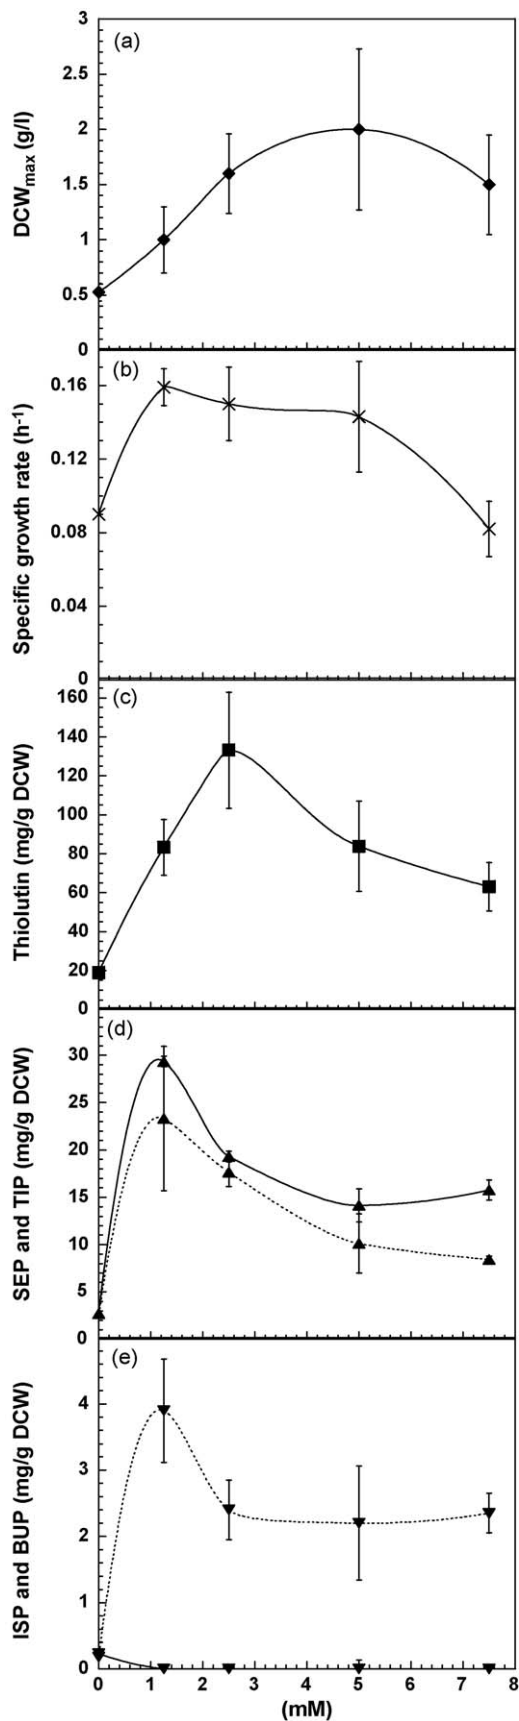 (a)
DCWmax (g/l)
3
2.5
2
1.5
1
0.5
0
(b)
Specific growth rate (h-1)
0.16
0.12
0.08
0.04
0
(c)
Thiolutin (mg/g DCW)
160
140
120
100
80
60
40
20
0
(d)
SEP and TIP (mg/g DCW)
30
25
20
15
10
5
0
(e)
ISP and BUP (mg/g DCW)
4
3
2
1
0
0 1 2 3 4 5 6 7 8
(mM)